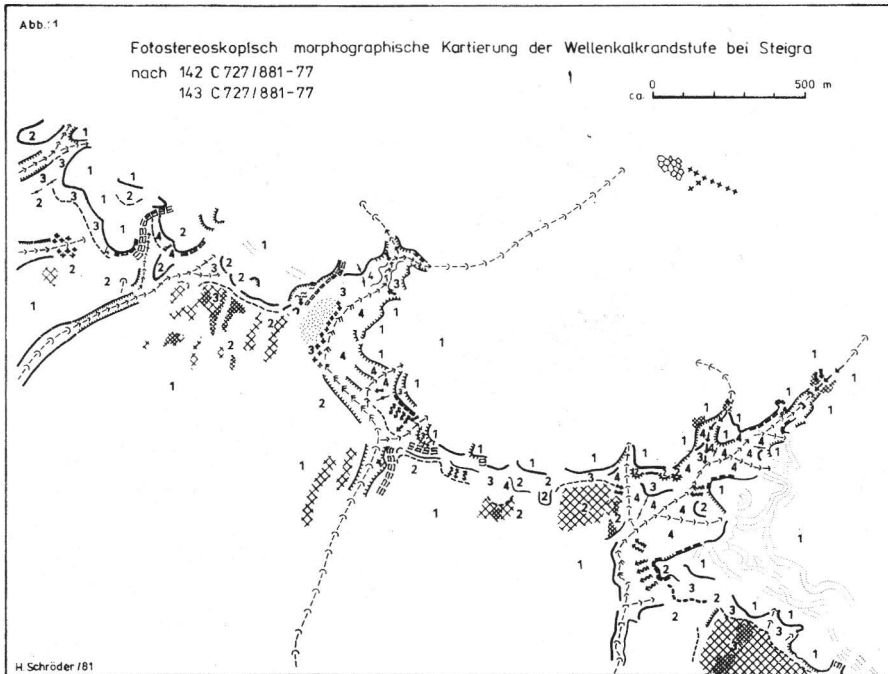 Abb.:1
Fotostereoskopisch morphographische Kartierung der Wellenkalkrandstufe bei Steigra
nach 142 C 727/881-77
143 C 727/881-77
ca. 0 500 m
H. Schröder/81